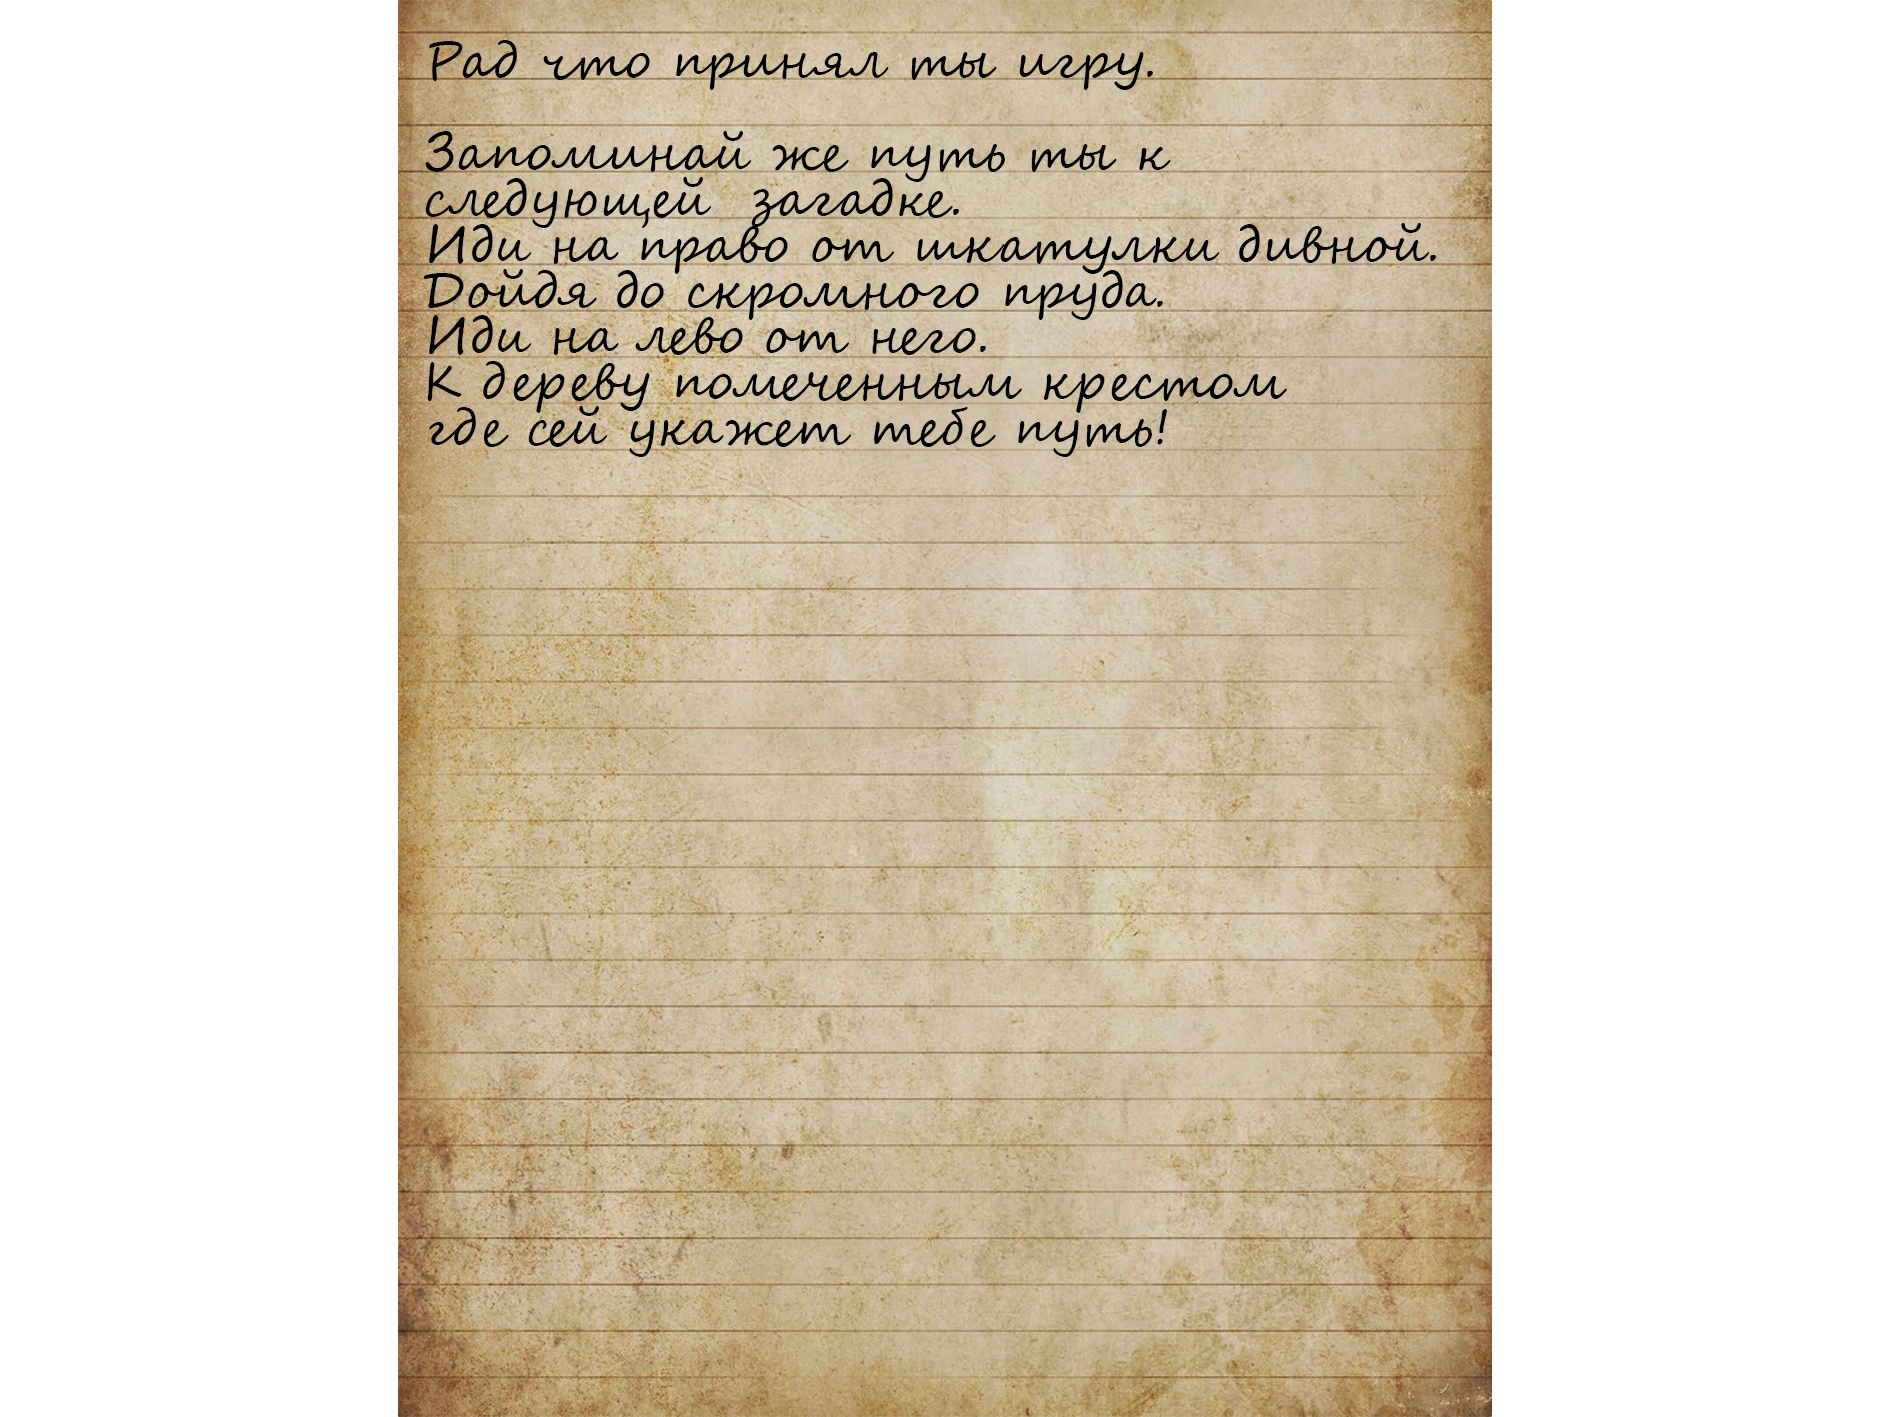 Рад что принял ты игру.
Запоминай же путь ты к
следующей загадке.
Иди на право от шкатулки дивной.
Дойдя до скромного пруда.
Иди на лево от него.
К дереву помеченным крестом
где сей укажет тебе путь!